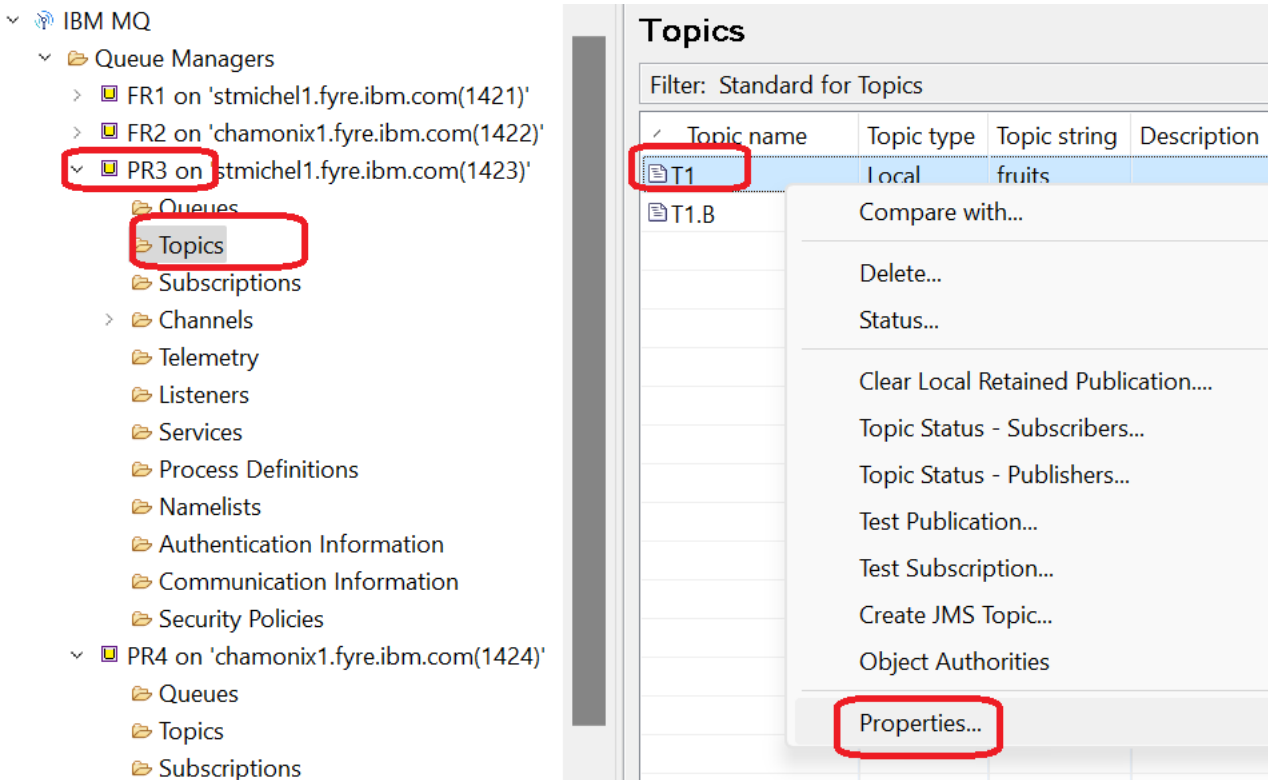 IBM MQ
Queue Managers
FR1 on 'stmichel1.fyre.ibm.com(1421)'
FR2 on 'chamonix1.fyre.ibm.com(1422)'
PR3 on 'stmichel1.fyre.ibm.com(1423)'
Queues
Topics
Subscriptions
Channels
Telemetry
Listeners
Services
Process Definitions
Namelists
Authentication Information
Communication Information
Security Policies
PR4 on 'chamonix1.fyre.ibm.com(1424)'
Queues
Topics
Subscriptions
Topics
Filter: Standard for Topics
Topic name Topic type Topic string Description
T1 Local fruits
T1.B
Compare with...
Delete...
Status...
Clear Local Retained Publication....
Topic Status - Subscribers...
Topic Status - Publishers...
Test Publication...
Test Subscription...
Create JMS Topic...
Object Authorities
Properties...